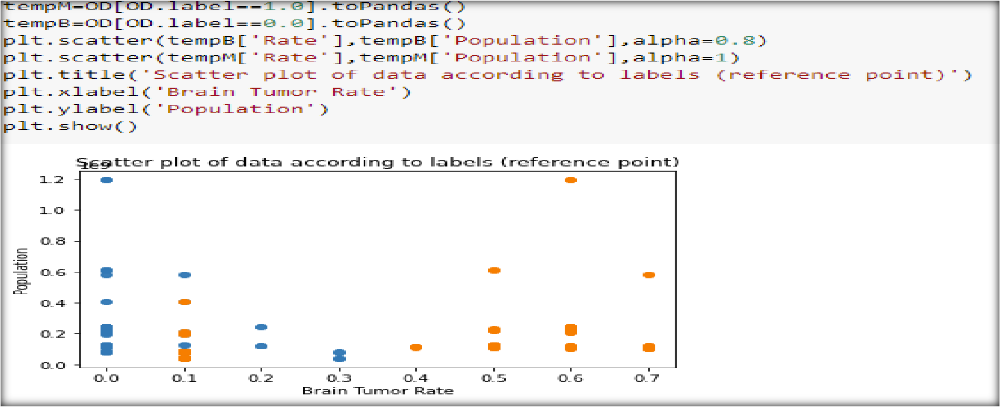 tempM=OD[OD.label==1.0].toPandas()
tempB=OD[OD.label==0.0].toPandas()
plt.scatter(tempB['Rate'],tempB['Population'],alpha=0.8)
plt.scatter(tempM['Rate'],tempM['Population'],alpha=1)
plt.title('Scatter plot of data according to labels (reference point)')
plt.xlabel('Brain Tumor Rate')
plt.ylabel('Population')
plt.show()
Scatter plot of data according to labels (reference point)
1e9
1.2
1.0
0.8
0.6
0.4
0.2
0.0
Population
0.0 0.1 0.2 0.3 0.4 0.5 0.6 0.7
Brain Tumor Rate